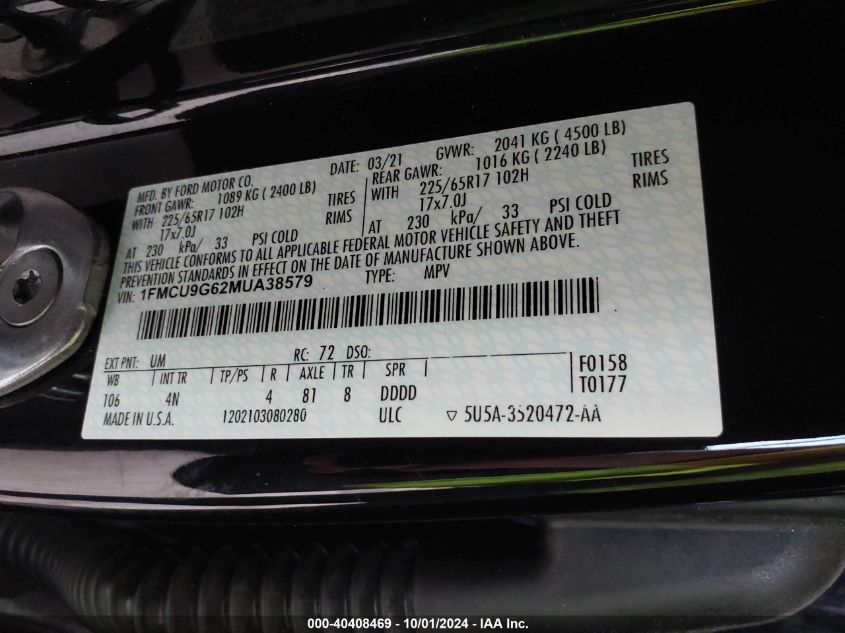 MFD. BY FORD MOTOR CO. DATE: 03/21 GVWR: 2041 KG ( 4500 LB)
FRONT GAWR: 1089 KG ( 2400 LB) REAR GAWR: 1016 KG ( 2240 LB)
WITH 225/65R17 102H TIRES WITH 225/65R17 102H TIRES
17x7.0J RIMS 17x7.0J RIMS
AT 230 kPa/ 33 PSI COLD AT 230 kPa/ 33 PSI COLD
THIS VEHICLE CONFORMS TO ALL APPLICABLE FEDERAL MOTOR VEHICLE SAFETY AND THEFT
PREVENTION STANDARDS IN EFFECT ON THE DATE OF MANUFACTURE SHOWN ABOVE.
VIN: 1FMCU9G62MUA38579 TYPE: MPV
EXT PNT: UM RC: 72 DSO:
WB INT TR TP/PS R AXLE TR SPR F0158
106 4N 4 81 8 DDDD T0177
MADE IN U.S.A. 1202103080280 ULC ▽ 5U5A-3520472-AA
000-40408469 - 10/01/2024 - IAA Inc.